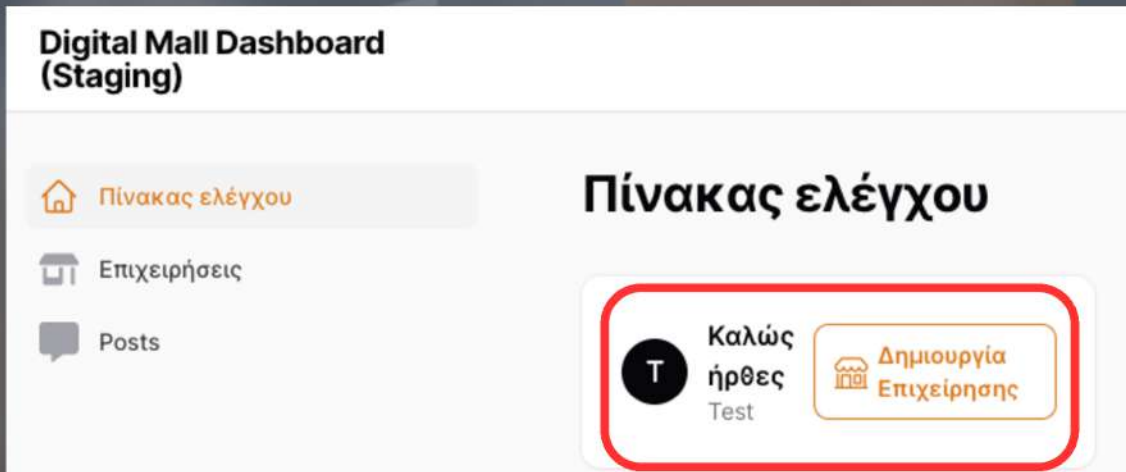 Digital Mall Dashboard
(Staging)
Πίνακας ελέγχου
Επιχειρήσεις
Posts
Πίνακας ελέγχου
T
Καλώς
ήρθες
Test
Δημιουργία
Επιχείρησης